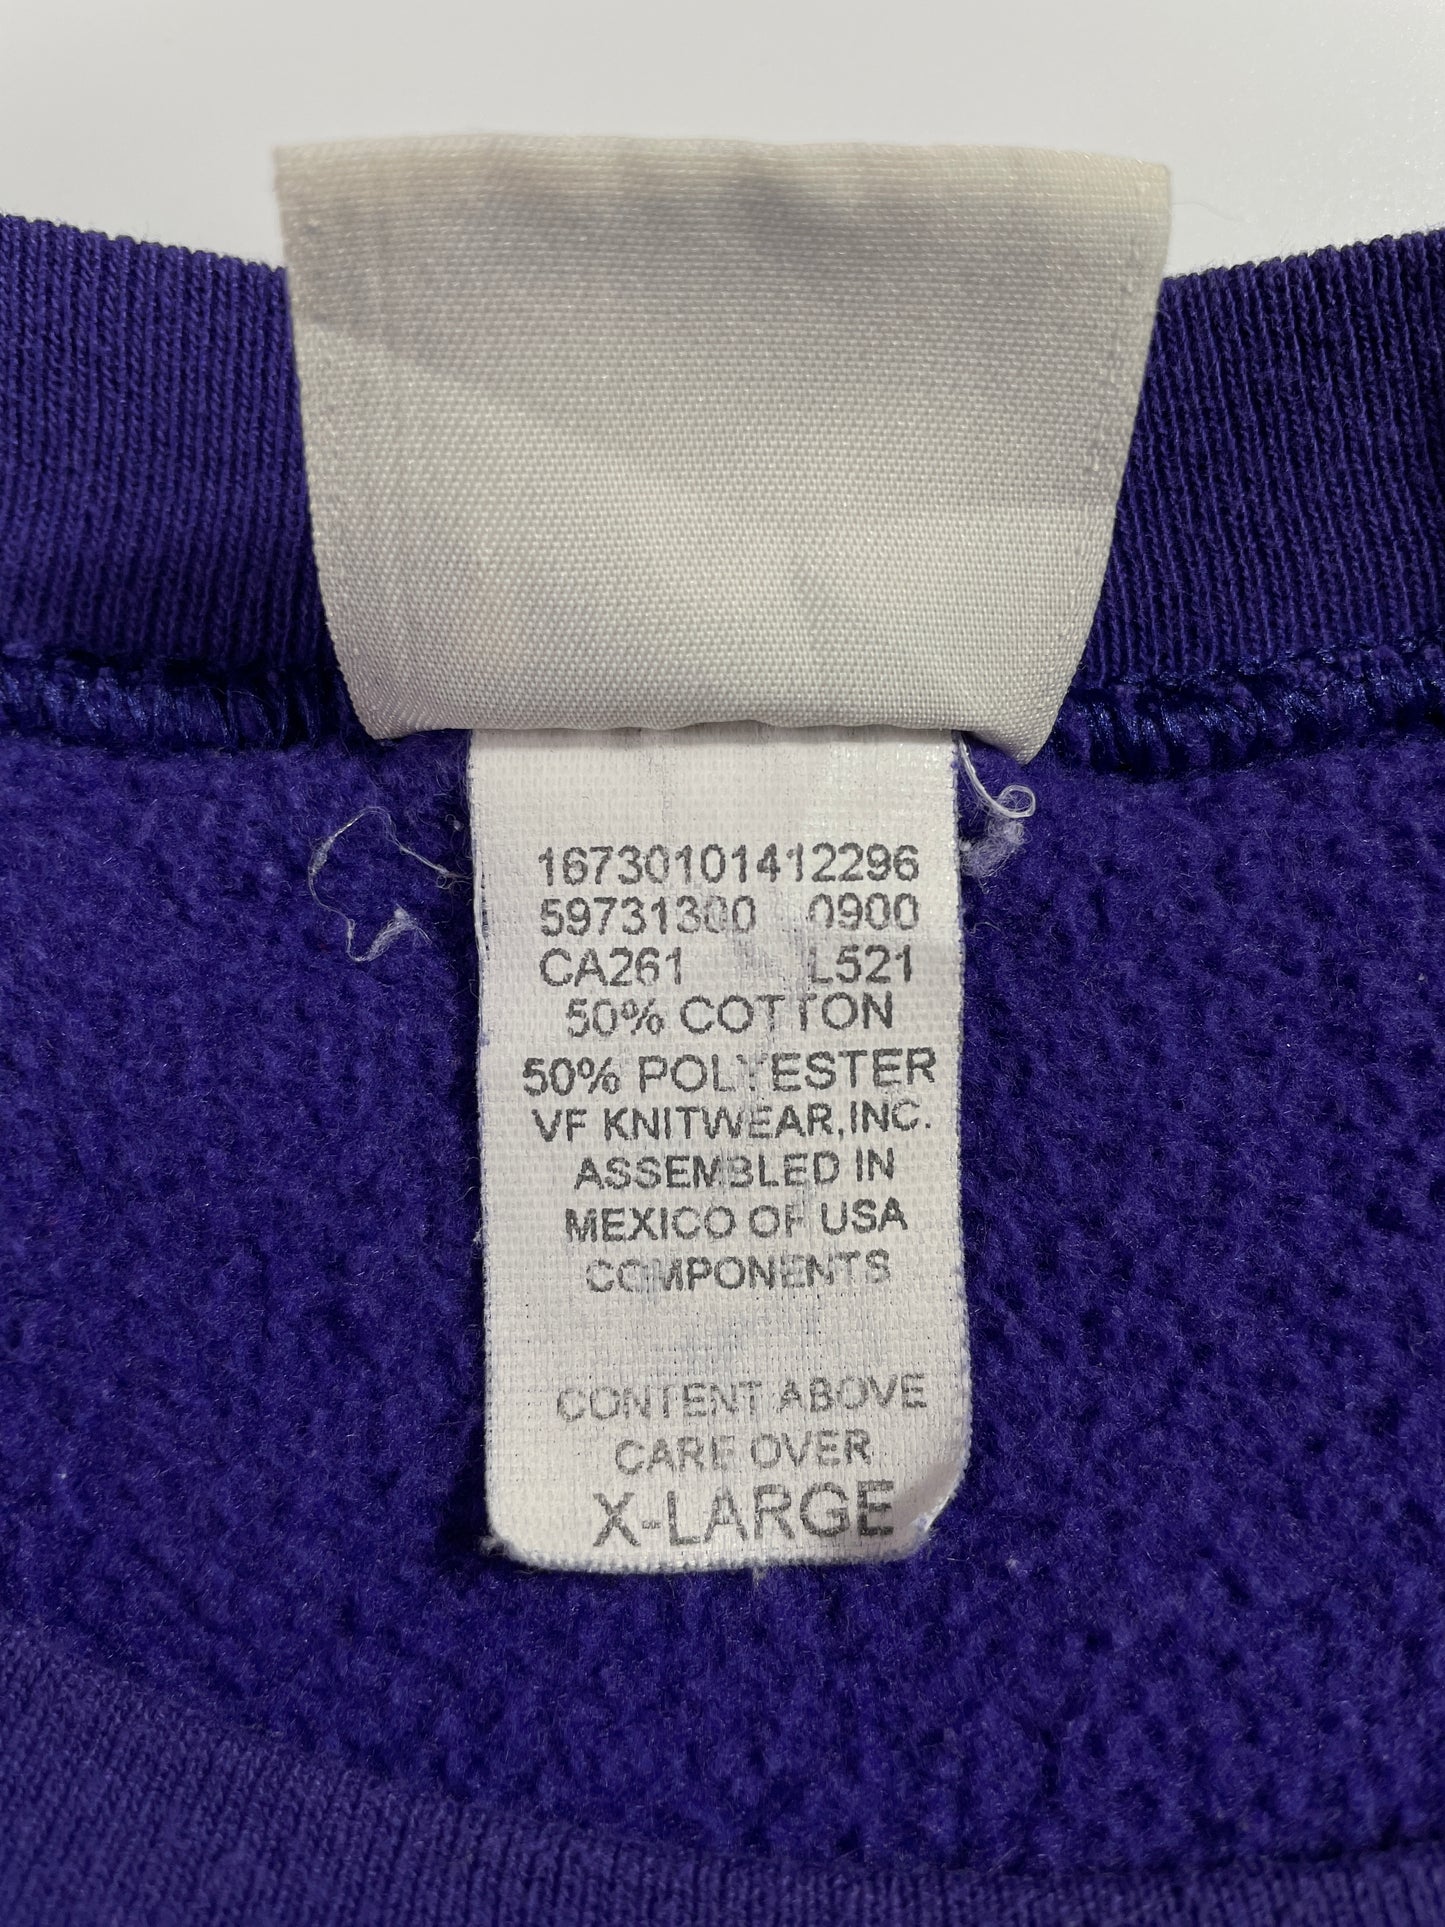 16730101412296
59731300 0900
CA261 L521
50% COTTON
50% POLYESTER
VF KNITWEAR,INC.
ASSEMBLED IN
MEXICO OF USA
COMPONENTS
CONTENT ABOVE
CARE OVER
X-LARGE